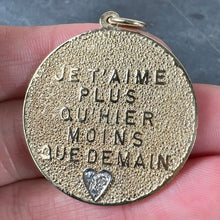 JE T'AIME
PLUS
QU'HIER
MOINS
QUE DEMAIN